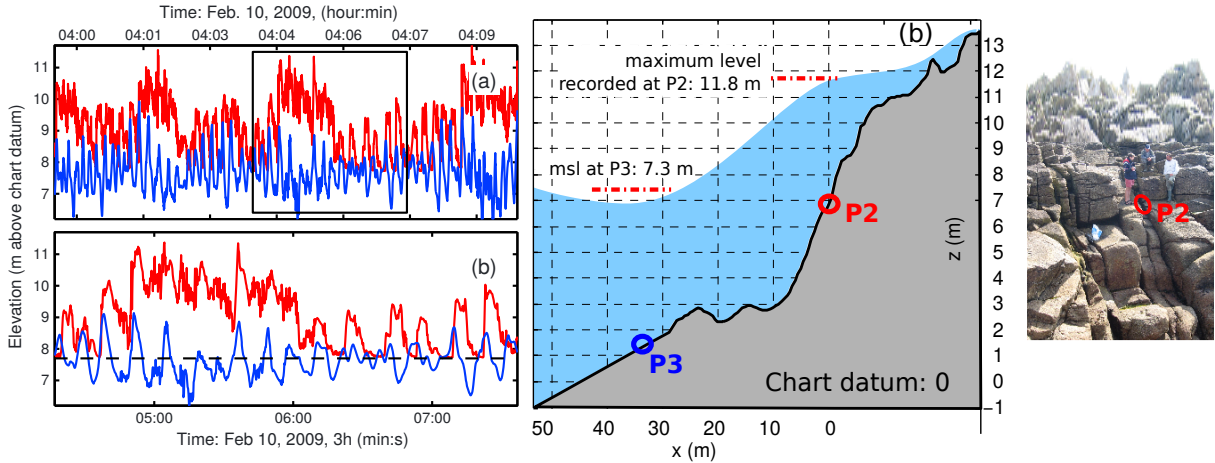 Time: Feb. 10, 2009, (hour:min)
04:00 04:01 04:03 04:04 04:06 04:07 04:09
Elevation (m above chart datum)
11
10
9
8
7
(a)
11
10
9
8
7
(b)
05:00 06:00 07:00
Time: Feb 10, 2009, 3h (min:s)
(b)
maximum level
recorded at P2: 11.8 m
msl at P3: 7.3 m
P2
P3
Chart datum: 0
13
12
11
10
9
8
7
6
5
4
3
2
1
0
−1
z (m)
50 40 30 20 10 0
x (m)
P2